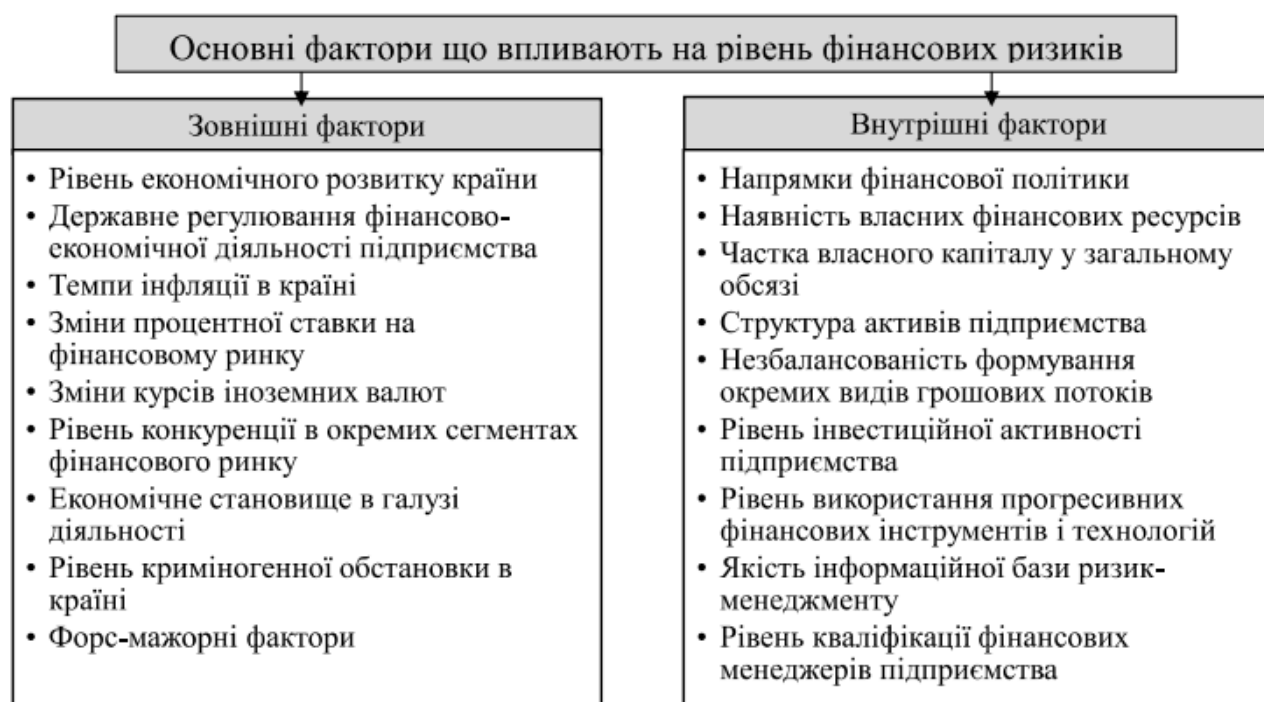 Основні фактори що впливають на рівень фінансових ризиків
Зовнішні фактори
• Рівень економічного розвитку країни
• Державне регулювання фінансово-
економічної діяльності підприємства
• Темпи інфляції в країні
• Зміни процентної ставки на
фінансовому ринку
• Зміни курсів іноземних валют
• Рівень конкуренції в окремих сегментах
фінансового ринку
• Економічне становище в галузі
діяльності
• Рівень криміногенної обстановки в
країні
• Форс-мажорні фактори
Внутрішні фактори
• Напрямки фінансової політики
• Наявність власних фінансових ресурсів
• Частка власного капіталу у загальному
обсязі
• Структура активів підприємства
• Незбалансованість формування
окремих видів грошових потоків
• Рівень інвестиційної активності
підприємства
• Рівень використання прогресивних
фінансових інструментів і технологій
• Якість інформаційної бази ризик-
менеджменту
• Рівень кваліфікації фінансових
менеджерів підприємства